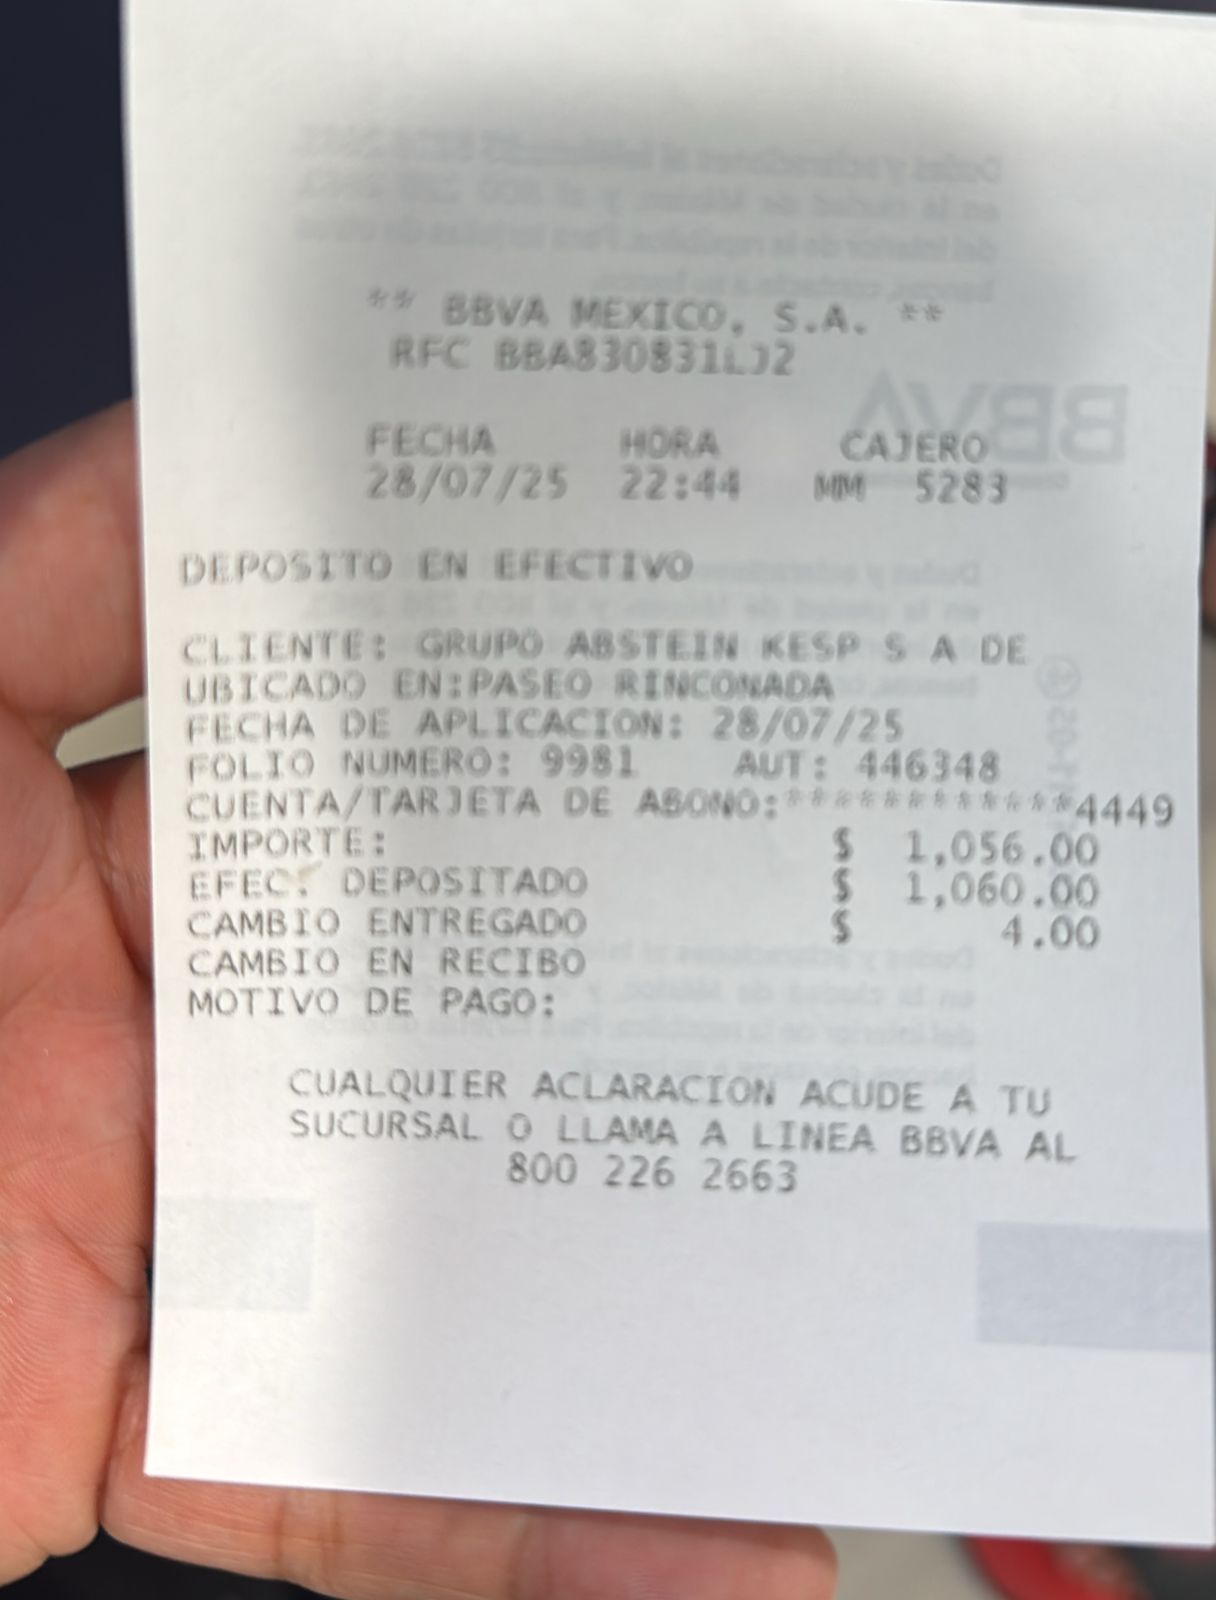 ** BBVA MEXICO, S.A. **
RFC BBA830831LJ2
FECHA HORA CAJERO
28/07/25 22:44 MM 5283
DEPOSITO EN EFECTIVO
CLIENTE: GRUPO ABSTEIN KESP S A DE
UBICADO EN:PASEO RINCONADA
FECHA DE APLICACION: 28/07/25
FOLIO NUMERO: 9981 AUT: 446348
CUENTA/TARJETA DE ABONO:************4449
IMPORTE: $ 1,056.00
EFEC. DEPOSITADO $ 1,060.00
CAMBIO ENTREGADO $ 4.00
CAMBIO EN RECIBO
MOTIVO DE PAGO:
CUALQUIER ACLARACION ACUDE A TU
SUCURSAL O LLAMA A LINEA BBVA AL
800 226 2663
BBVA